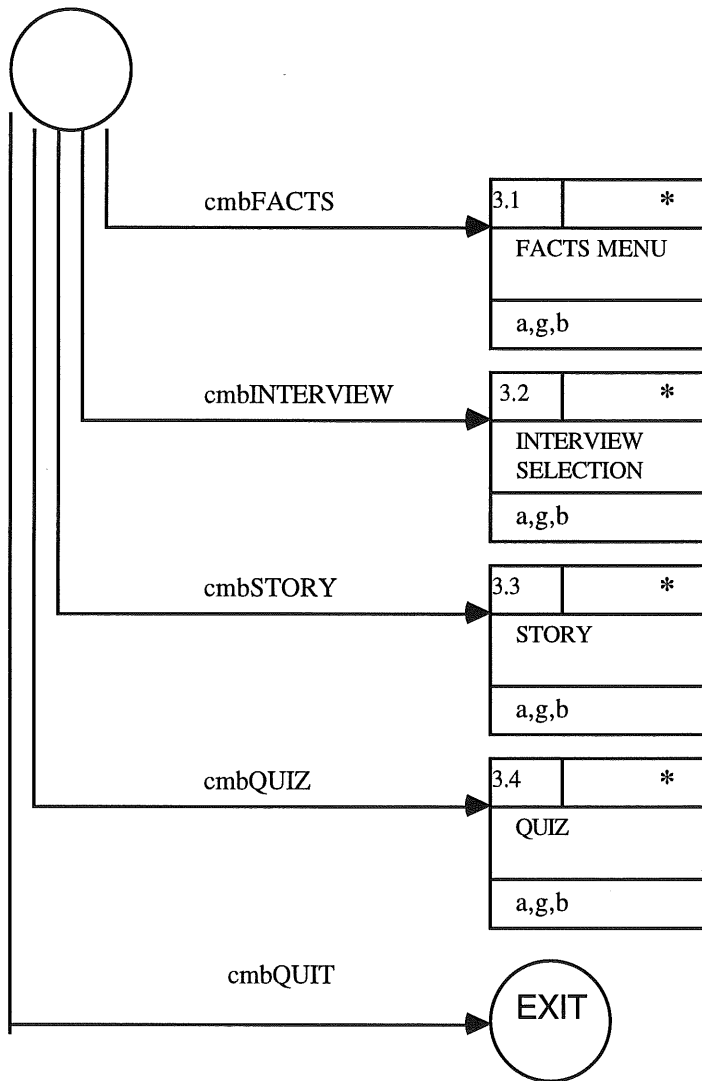 cmbFACTS
3.1 *
FACTS MENU
a,g,b
cmbINTERVIEW
3.2 *
INTERVIEW
SELECTION
a,g,b
cmbSTORY
3.3 *
STORY
a,g,b
cmbQUIZ
3.4 *
QUIZ
a,g,b
cmbQUIT
EXIT